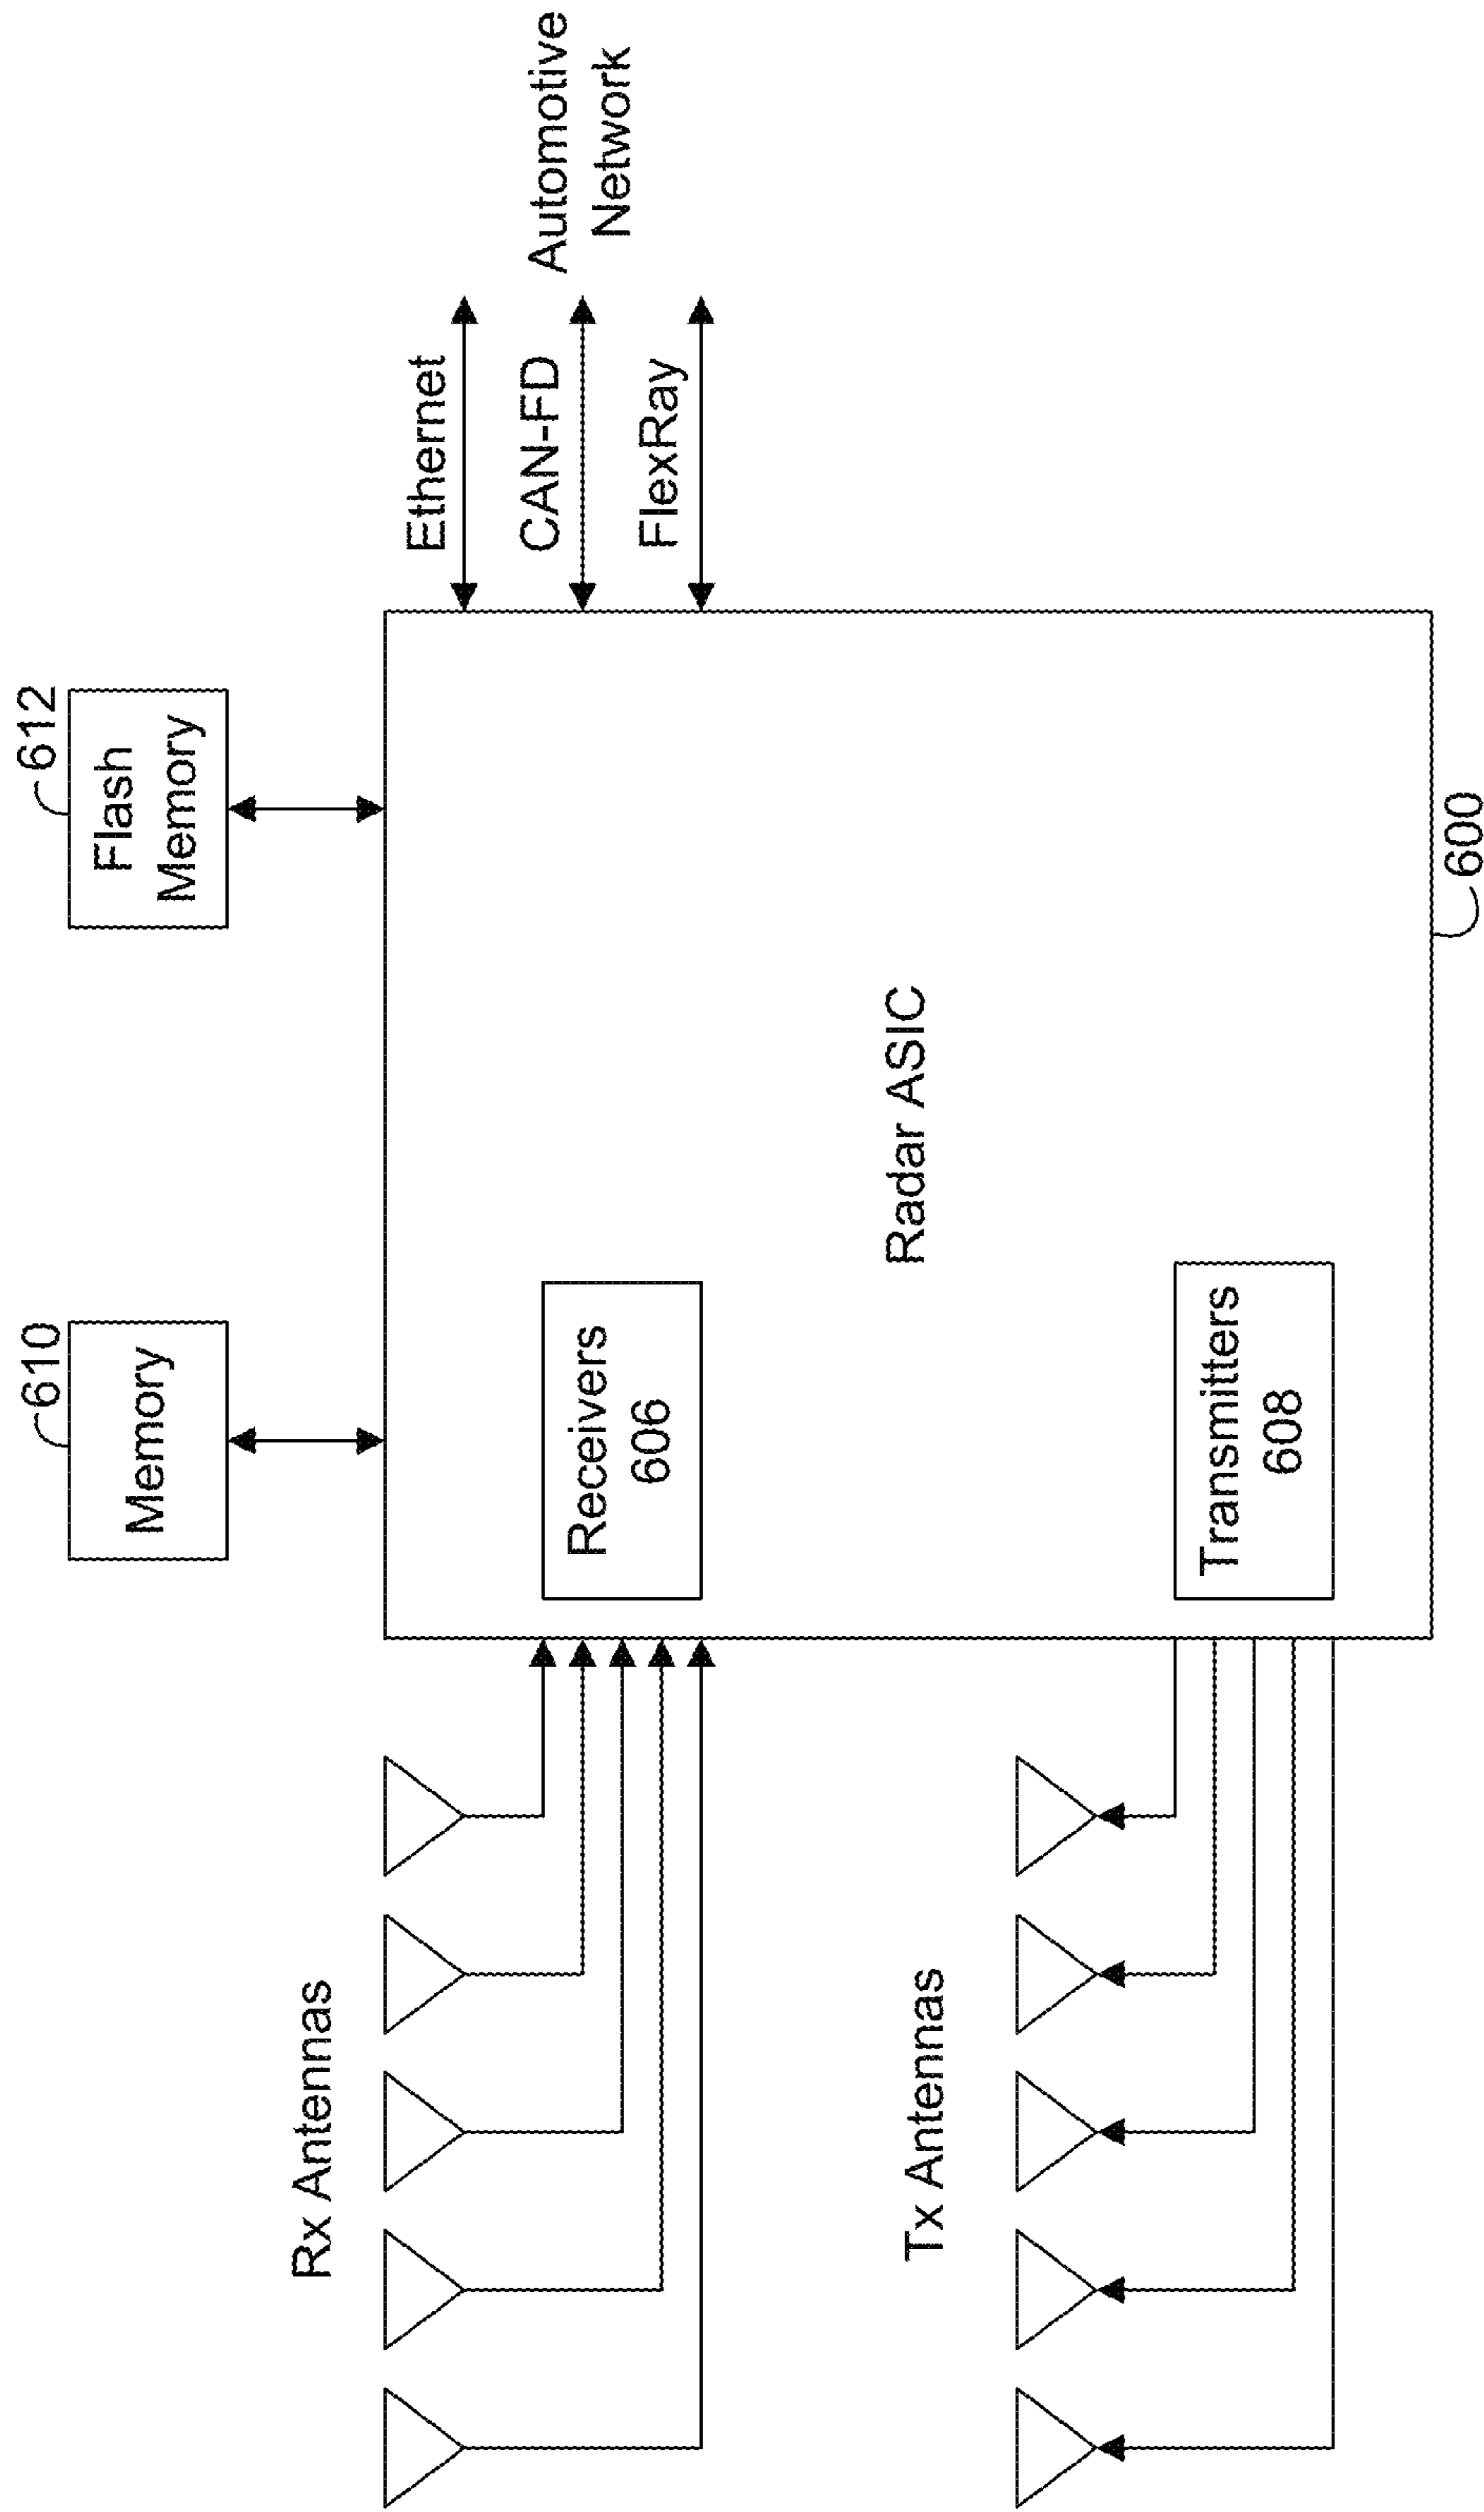 610
Memory
612
Flash
Memory
Rx Antennas
Receivers
606
Ethernet
CAN-FD
FlexRay
Automotive
Network
Radar ASIC
Tx Antennas
Transmitters
608
600